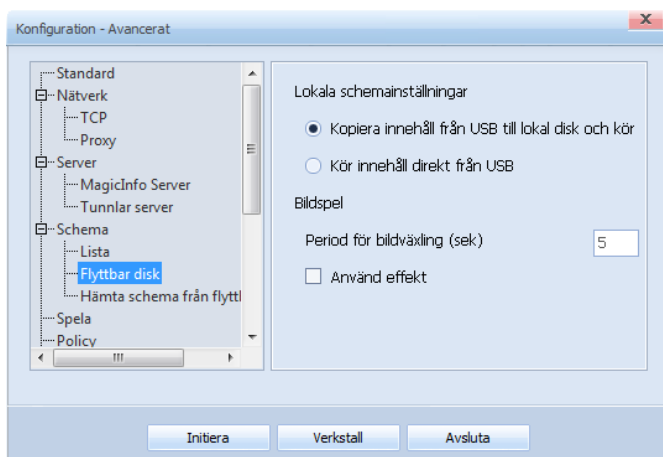 Konfiguration - Avancerat
x
Standard
Nätverk
TCP
Proxy
Server
MagicInfo Server
Tunnlar server
Schema
Lista
Flyttbar disk
Hämta schema från flyttl
Spela
Policy
Lokala schemainställningar
Kopiera innehåll från USB till lokal disk och kör
Kör innehåll direkt från USB
Bildspel
Period för bildväxling (sek)
5
Använd effekt
Initiera
Verkstall
Avsluta